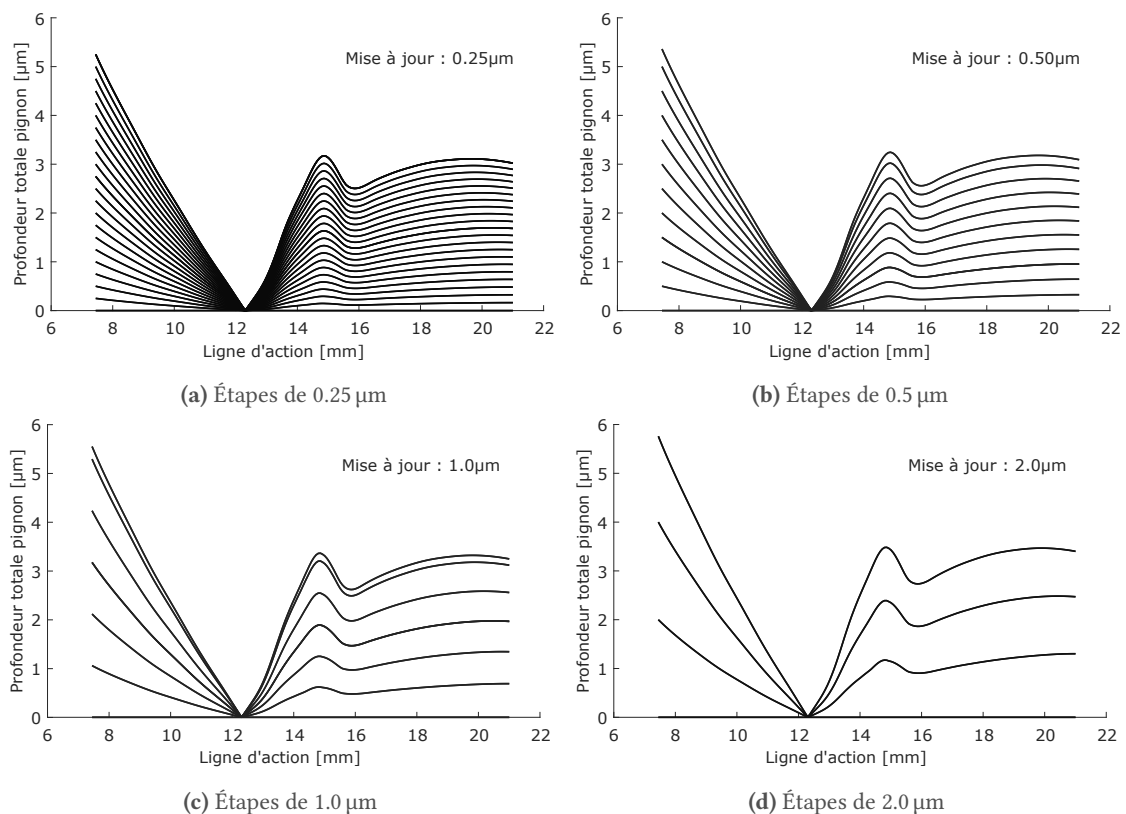 Profondeur totale pignon [µm]
6
5
4
3
2
1
0
Mise à jour : 0.25µm
6 8 10 12 14 16 18 20 22
Ligne d'action [mm]
(a) Étapes de 0.25 µm
Profondeur totale pignon [µm]
6
5
4
3
2
1
0
Mise à jour : 0.50µm
6 8 10 12 14 16 18 20 22
Ligne d'action [mm]
(b) Étapes de 0.5 µm
Profondeur totale pignon [µm]
6
5
4
3
2
1
0
Mise à jour : 1.0µm
6 8 10 12 14 16 18 20 22
Ligne d'action [mm]
(c) Étapes de 1.0 µm
Profondeur totale pignon [µm]
6
5
4
3
2
1
0
Mise à jour : 2.0µm
6 8 10 12 14 16 18 20 22
Ligne d'action [mm]
(d) Étapes de 2.0 µm